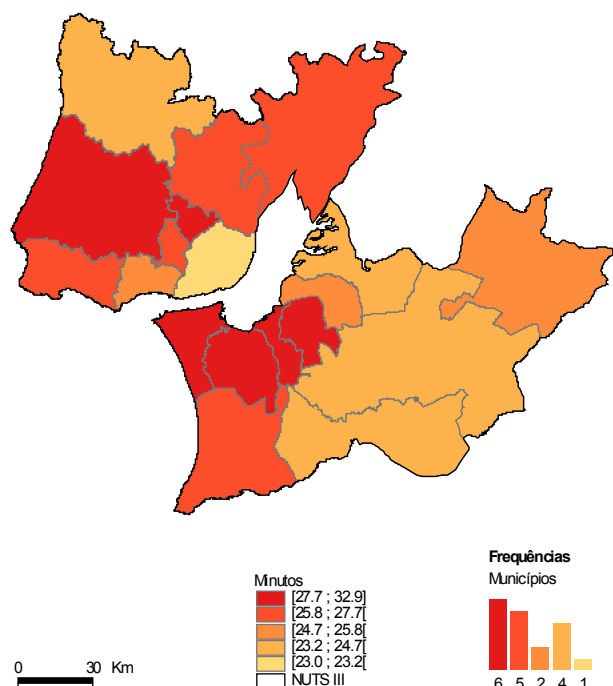 Minutos
[27.7 ; 32.9]
[25.8 ; 27.7[
[24.7 ; 25.8[
[23.2 ; 24.7[
[23.0 ; 23.2[
NUTS III
Frequências
Municípios
6 5 2 4 1
0 30 Km